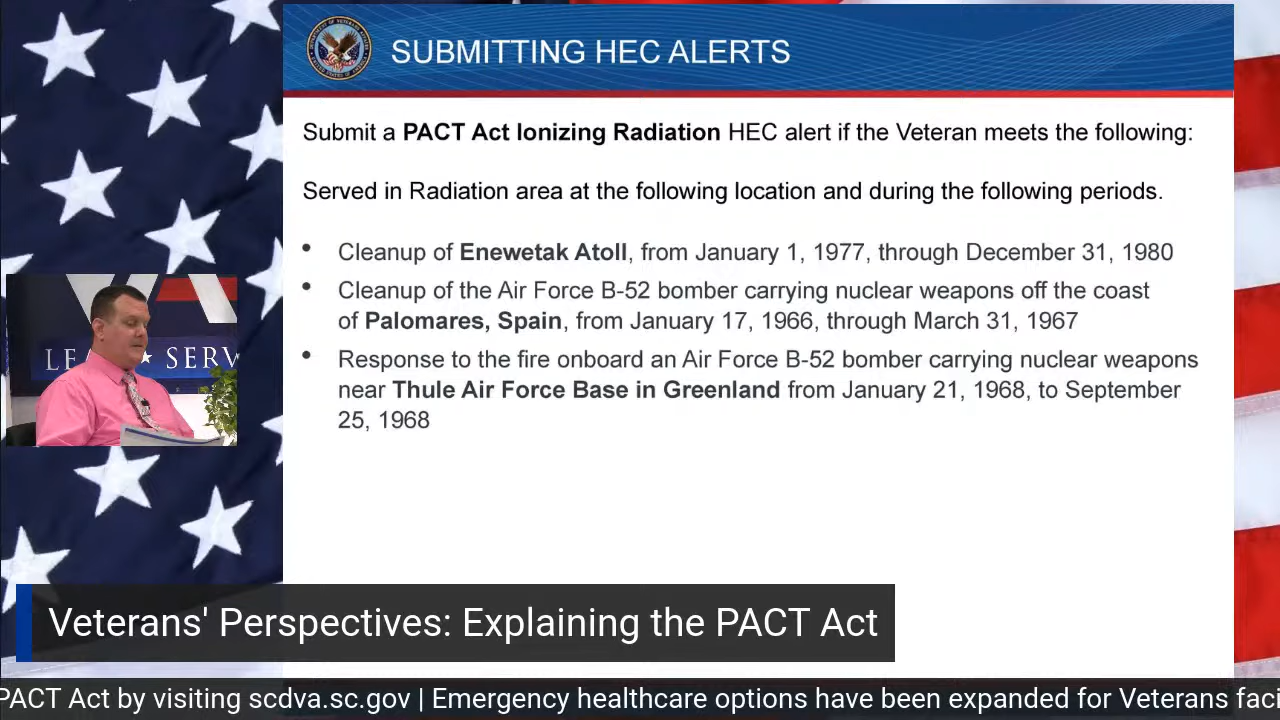 SUBMITTING HEC ALERTS
Submit a PACT Act Ionizing Radiation HEC alert if the Veteran meets the following:
Served in Radiation area at the following location and during the following periods.
• Cleanup of Enewetak Atoll, from January 1, 1977, through December 31, 1980
• Cleanup of the Air Force B-52 bomber carrying nuclear weapons off the coast
of Palomares, Spain, from January 17, 1966, through March 31, 1967
• Response to the fire onboard an Air Force B-52 bomber carrying nuclear weapons
near Thule Air Force Base in Greenland from January 21, 1968, to September
25, 1968
SERV
Veterans' Perspectives: Explaining the PACT Act
PACT Act by visiting scdva.sc.gov | Emergency healthcare options have been expanded for Veterans faci